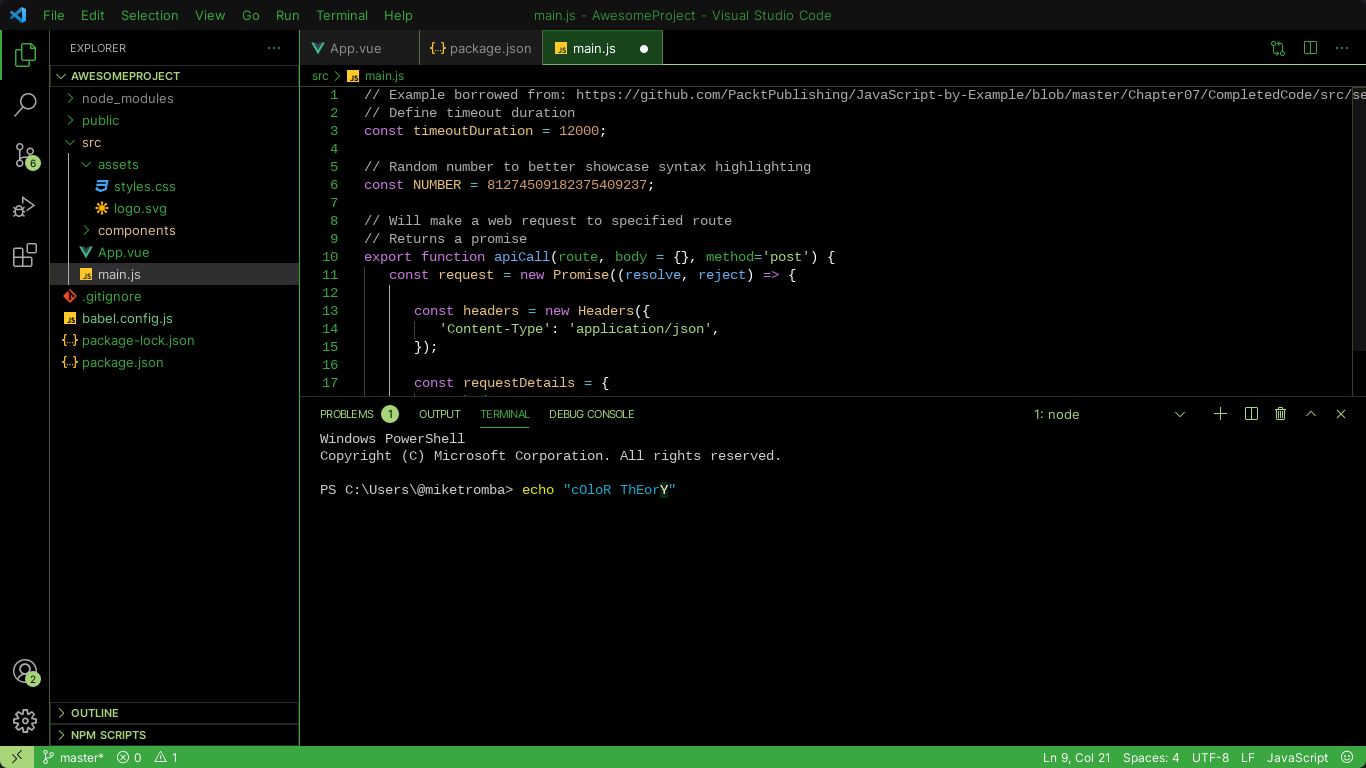 File Edit Selection View Go Run Terminal Help
main.js - AwesomeProject - Visual Studio Code
EXPLORER
AWESOMEPROJECT
node_modules
public
src
assets
styles.css
logo.svg
components
App.vue
main.js
.gitignore
babel.config.js
package-lock.json
package.json
OUTLINE
NPM SCRIPTS
6
2
App.vue
package.json
main.js
src
main.js
1 // Example borrowed from: https://github.com/PacktPublishing/JavaScript-by-Example/blob/master/Chapter07/CompletedCode/src/se
2 // Define timeout duration
3 const timeoutDuration = 12000;
4
5 // Random number to better showcase syntax highlighting
6 const NUMBER = 81274509182375409237;
7
8 // Will make a web request to specified route
9 // Returns a promise
10 export function apiCall(route, body = {}, method='post') {
11 const request = new Promise((resolve, reject) => {
12
13 const headers = new Headers({
14 'Content-Type': 'application/json',
15 });
16
17 const requestDetails = {
PROBLEMS 1 OUTPUT TERMINAL DEBUG CONSOLE
1: node
Windows PowerShell
Copyright (C) Microsoft Corporation. All rights reserved.
PS C:\Users\@miketromba> echo "cOloR ThEorY"
master* 0 1
Ln 9, Col 21 Spaces: 4 UTF-8 LF JavaScript